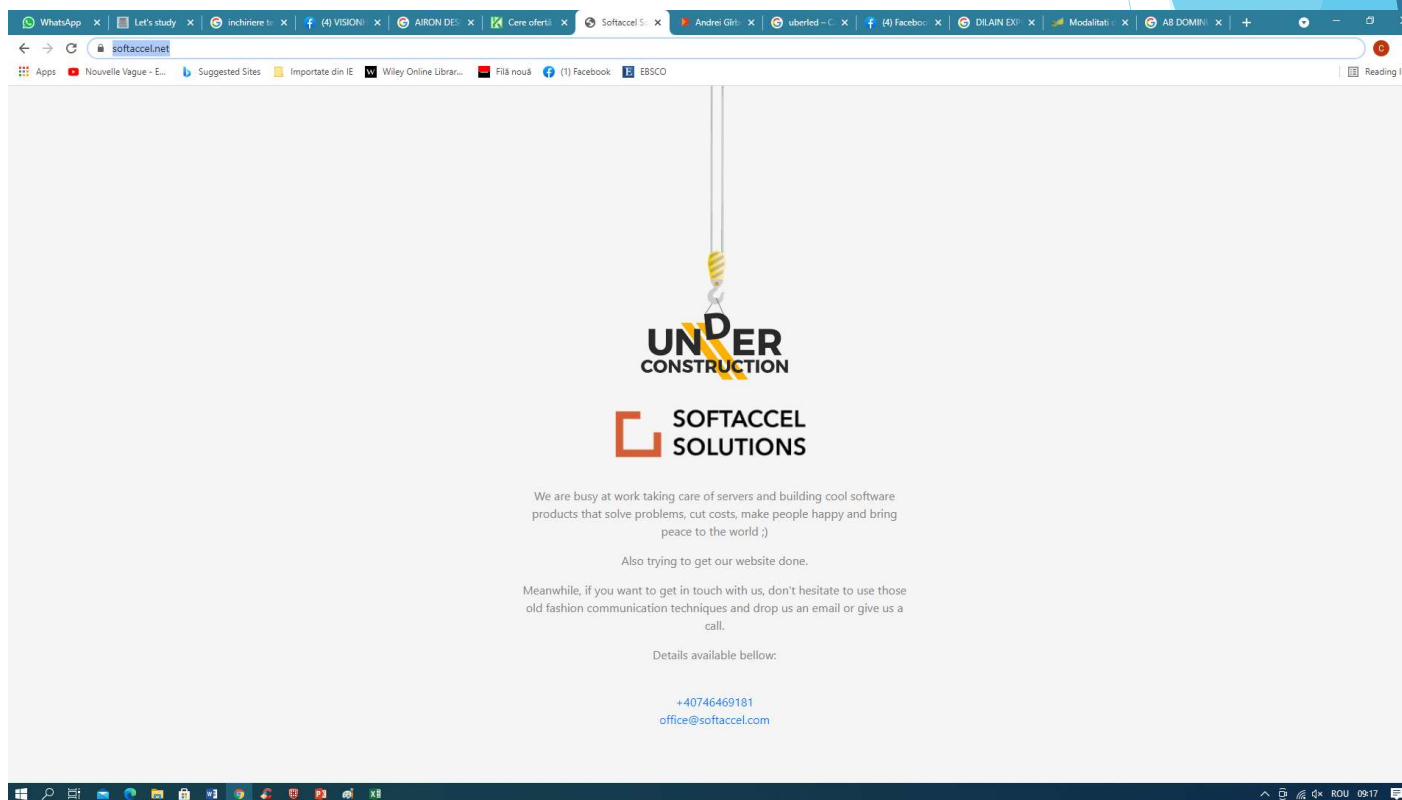 WhatsApp
Let's study
inchiriere te
(4) VISION
AIRON DES
Cere ofertă
Softaccel S
Andrei Gîrb
uberled – C
(4) Faceboo
DILAIN EXP
Modalitati d
AB DOMIN
softaccel.net
C
Apps
Nouvelle Vague - E...
Suggested Sites
Importate din IE
Wiley Online Librar...
Filă nouă
(1) Facebook
EBSCO
Reading l
UNDER
CONSTRUCTION
SOFTACCEL
SOLUTIONS
We are busy at work taking care of servers and building cool software
products that solve problems, cut costs, make people happy and bring
peace to the world ;)
Also trying to get our website done.
Meanwhile, if you want to get in touch with us, don't hesitate to use those
old fashion communication techniques and drop us an email or give us a
call.
Details available bellow:
+40746469181
office@softaccel.com
ROU 09:17